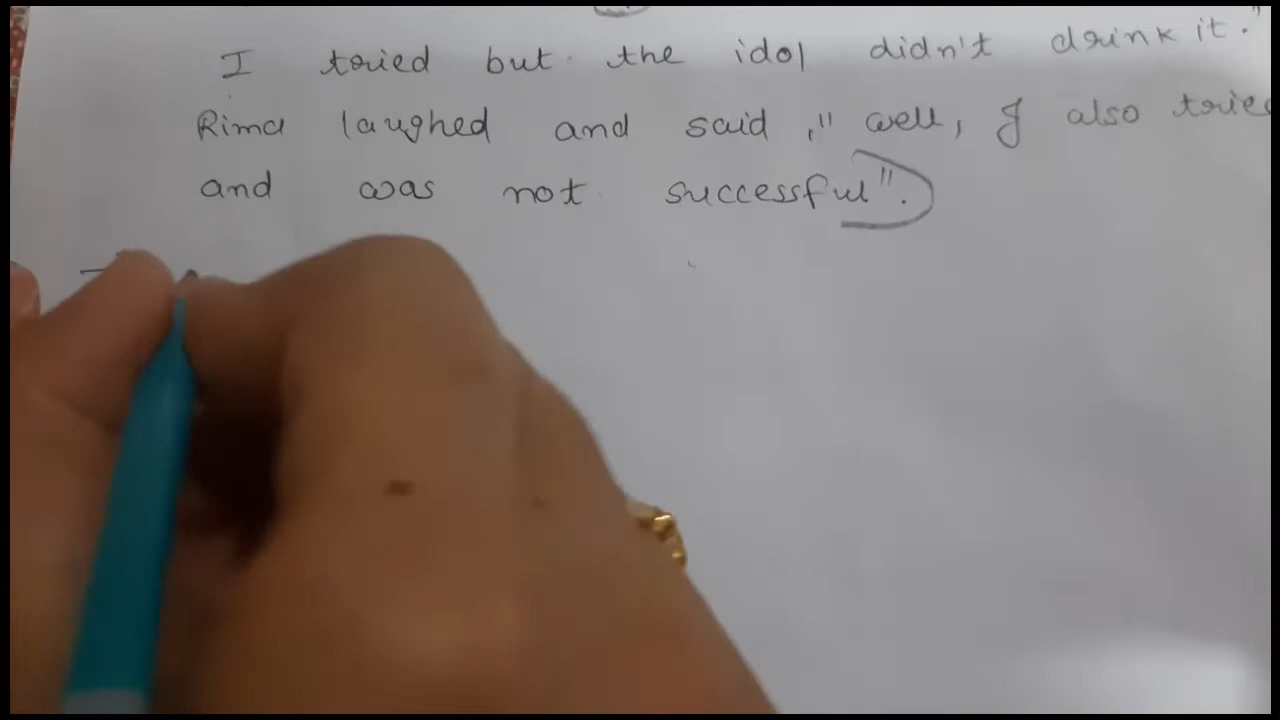 I tried but the idol didn't drink it."
Rima laughed and said ," well, I also tried
and was not successful".